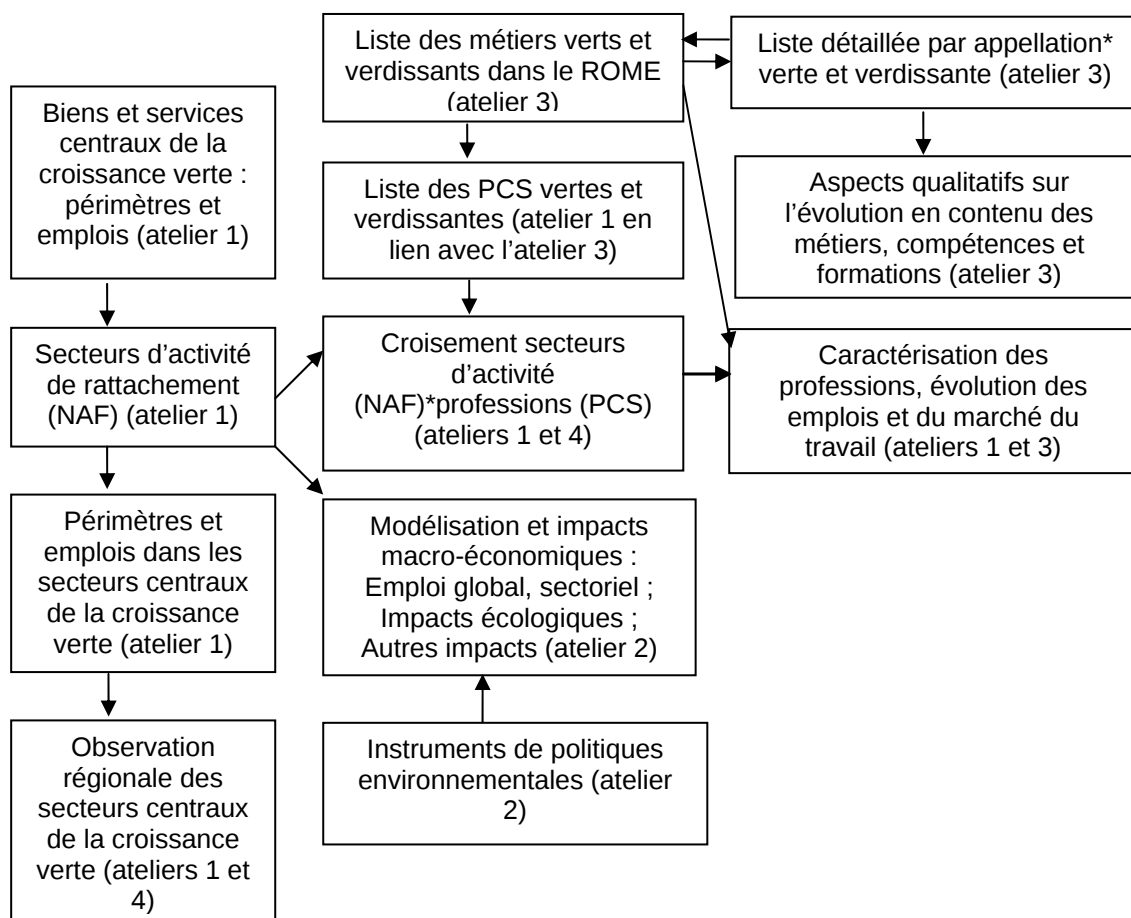 Biens et services
centraux de la
croissance verte :
périmètres et
emplois (atelier 1)
Secteurs d’activité
de rattachement
(NAF) (atelier 1)
Périmètres et
emplois dans les
secteurs centraux
de la croissance
verte (atelier 1)
Observation
régionale des
secteurs centraux
de la croissance
verte (ateliers 1 et
4)
Liste des métiers verts et
verdissants dans le ROME
(atelier 3)
Liste des PCS vertes et
verdissantes (atelier 1 en
lien avec l’atelier 3)
Croisement secteurs
d’activité
(NAF)*professions (PCS)
(ateliers 1 et 4)
Modélisation et impacts
macro-économiques :
Emploi global, sectoriel ;
Impacts écologiques ;
Autres impacts (atelier 2)
Instruments de politiques
environnementales (atelier
2)
Liste détaillée par appellation*
verte et verdissante (atelier 3)
Aspects qualitatifs sur
l’évolution en contenu des
métiers, compétences et
formations (atelier 3)
Caractérisation des
professions, évolution des
emplois et du marché du
travail (ateliers 1 et 3)